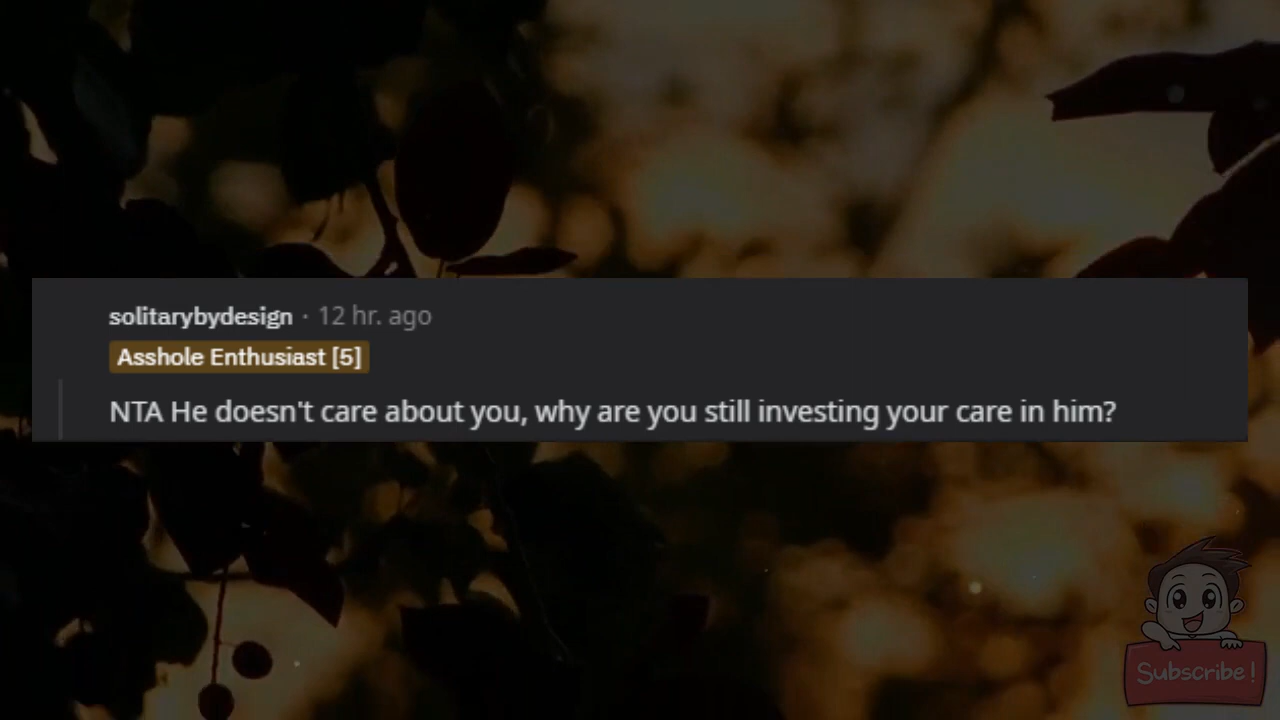 solitarybydesign · 12 hr. ago
Asshole Enthusiast [5]
NTA He doesn't care about you, why are you still investing your care in him?
Subscribe!